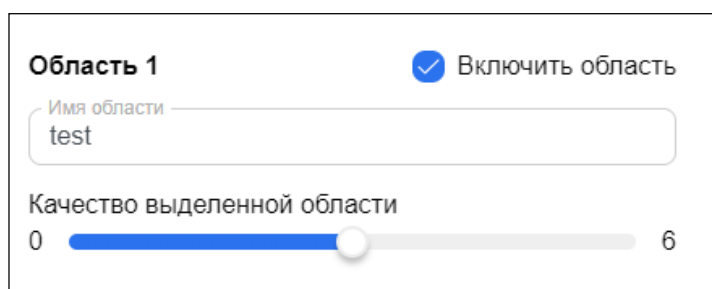 Область 1
Включить область
Имя области
test
Качество выделенной области
0
6